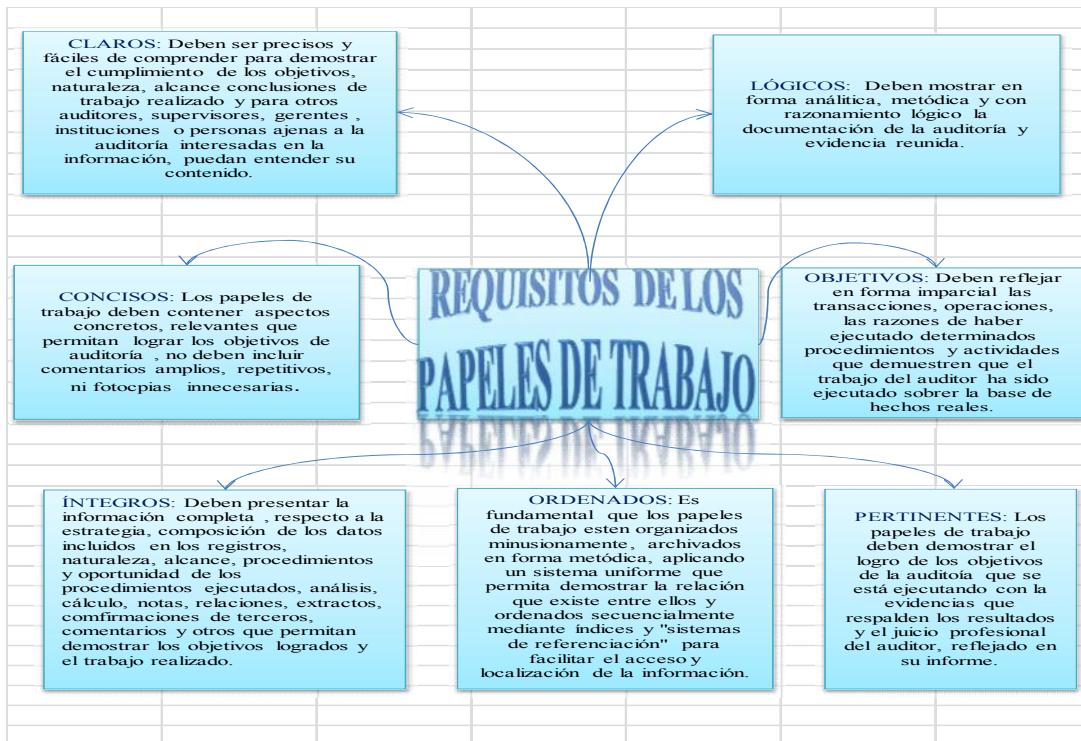 CLAROS: Deben ser precisos y
fáciles de comprender para demostrar
el cumplimiento de los objetivos,
naturaleza, alcance conclusiones de
trabajo realizado y para otros
auditores, supervisores, gerentes ,
instituciones o personas ajenas a la
auditoría interesadas en la
información, puedan entender su
contenido.
LÓGICOS: Deben mostrar en
forma análitica, metódica y con
razonamiento lógico la
documentación de la auditoría y
evidencia reunida.
CONCISOS: Los papeles de
trabajo deben contener aspectos
concretos, relevantes que
permitan lograr los objetivos de
auditoría , no deben incluir
comentarios amplios, repetitivos,
ni fotocpias innecesarias.
REQUISITOS DE LOS
PAPELES DE TRABAJO
OBJETIVOS: Deben reflejar
en forma imparcial las
transacciones, operaciones,
las razones de haber
ejecutado determinados
procedimientos y actividades
que demuestren que el
trabajo del auditor ha sido
ejecutado sobrer la base de
hechos reales.
ÍNTEGROS: Deben presentar la
información completa , respecto a la
estrategia, composición de los datos
incluidos en los registros,
naturaleza, alcance, procedimientos
y oportunidad de los
procedimientos ejecutados, análisis,
cálculo, notas, relaciones, extractos,
comfirmaciones de terceros,
comentarios y otros que permitan
demostrar los objetivos logrados y
el trabajo realizado.
ORDENADOS: Es
fundamental que los papeles
de trabajo esten organizados
minusionamente, archivados
en forma metódica, aplicando
un sistema uniforme que
permita demostrar la relación
que existe entre ellos y
ordenados secuencialmente
mediante índices y "sistemas
de referenciación" para
facilitar el acceso y
localización de la información.
PERTINENTES: Los
papeles de trabajo
deben demostrar el
logro de los objetivos
de la auditoía que se
está ejecutando con la
evidencias que
respalden los resultados
y el juicio profesional
del auditor, reflejado en
su informe.